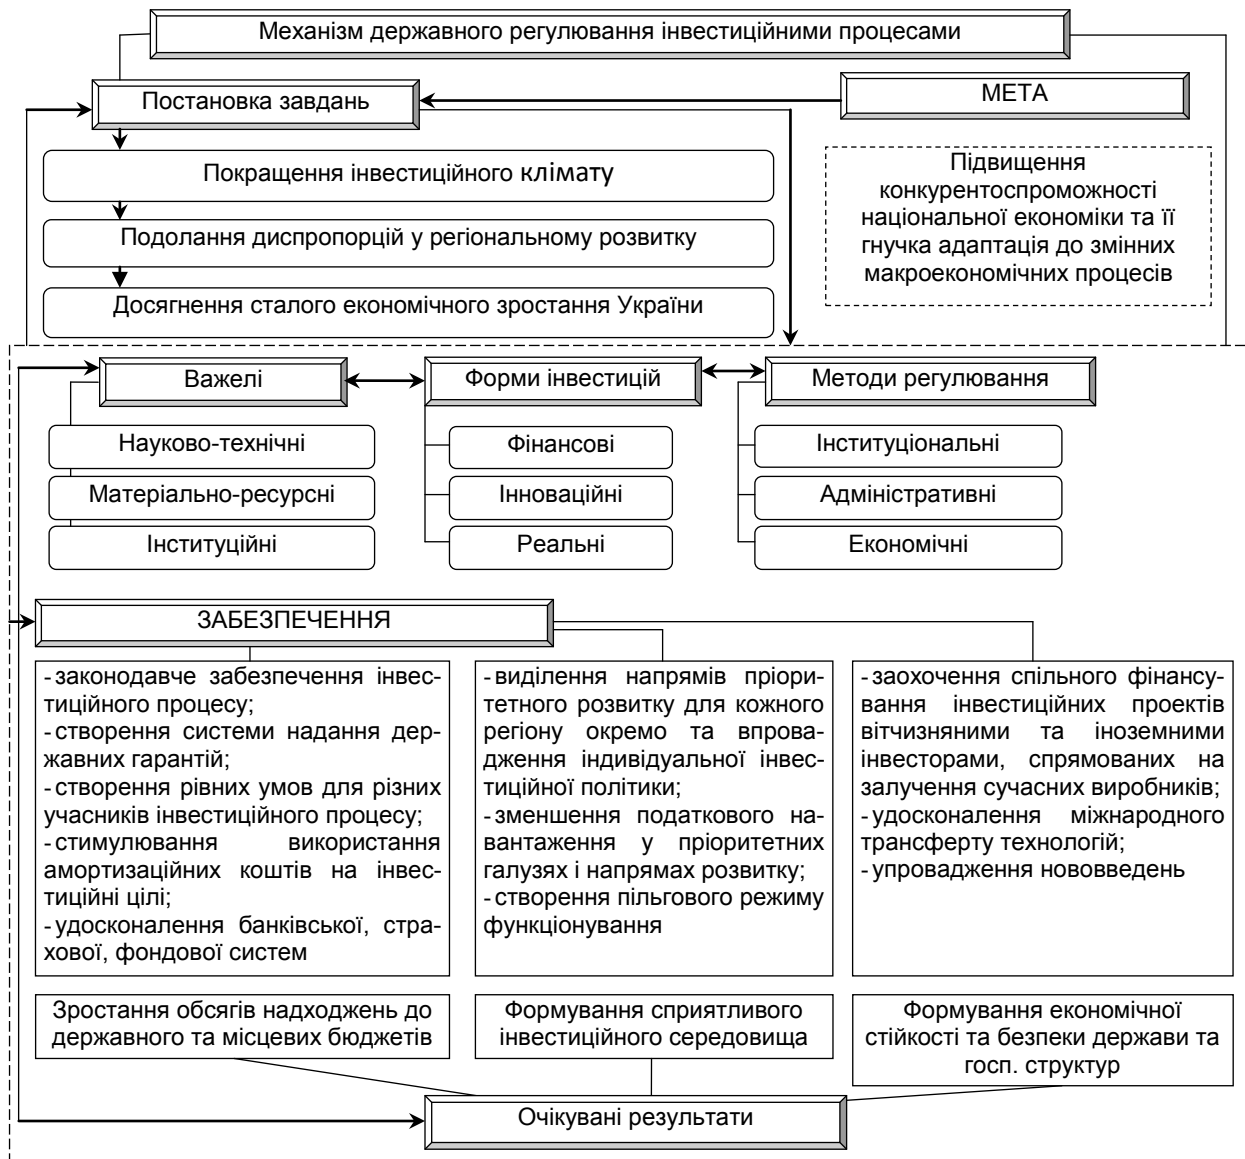 Механізм державного регулювання інвестиційними процесами
Постановка завдань
МЕТА
Покращення інвестиційного клімату
Подолання диспропорцій у регіональному розвитку
Досягнення сталого економічного зростання України
Підвищення
конкурентоспроможності
національної економіки та її
гнучка адаптація до змінних
макроекономічних процесів
Важелі
Форми інвестицій
Методи регулювання
Науково-технічні
Матеріально-ресурсні
Інституційні
Фінансові
Інноваційні
Реальні
Інституціональні
Адміністративні
Економічні
ЗАБЕЗПЕЧЕННЯ
- законодавче забезпечення інвес-
тиційного процесу;
- створення системи надання дер-
жавних гарантій;
- створення рівних умов для різних
учасників інвестиційного процесу;
- стимулювання використання
амортизаційних коштів на інвес-
тиційні цілі;
- удосконалення банківської, стра-
хової, фондової систем
- виділення напрямів пріори-
тетного розвитку для кожного
регіону окремо та впрова-
дження індивідуальної інвес-
тиційної політики;
- зменшення податкового на-
вантаження у пріоритетних
галузях і напрямах розвитку;
- створення пільгового режиму
функціонування
- заохочення спільного фінансу-
вання інвестиційних проектів
вітчизняними та іноземними
інвесторами, спрямованих на
залучення сучасних виробників;
- удосконалення міжнародного
трансферту технологій;
- упровадження нововведень
Зростання обсягів надходжень до
державного та місцевих бюджетів
Формування сприятливого
інвестиційного середовища
Формування економічної
стійкості та безпеки держави та
госп. структур
Очікувані результати